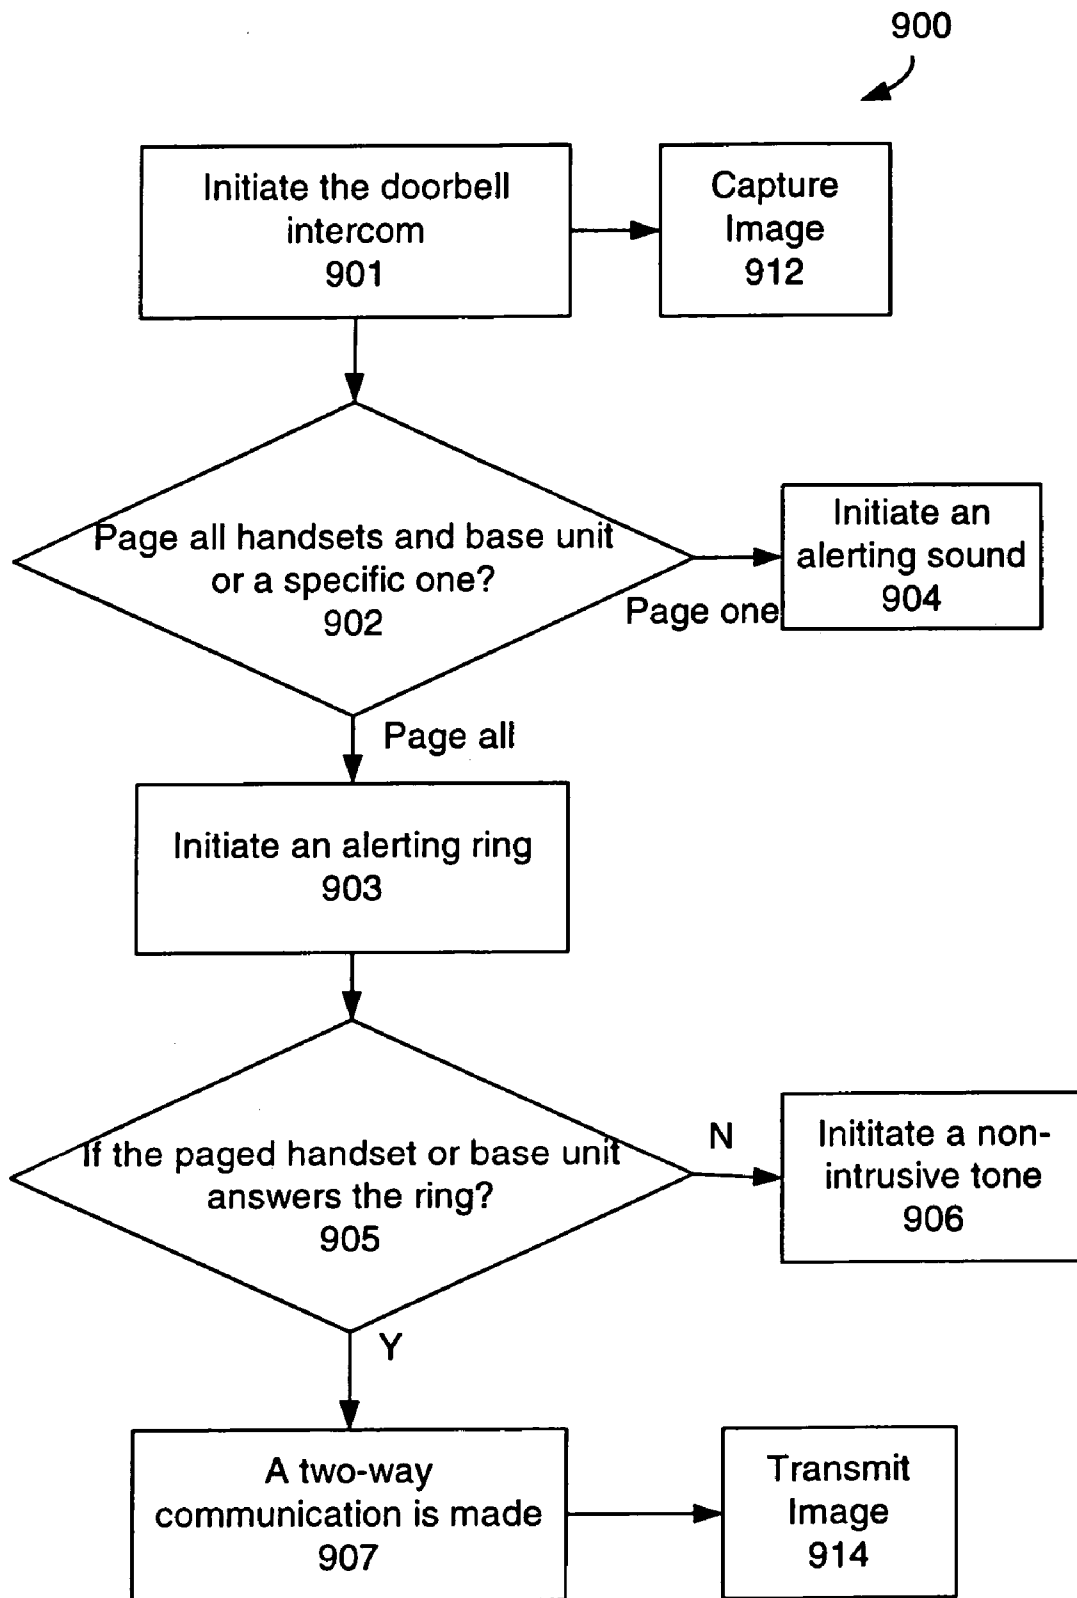 900
Initiate the doorbell
intercom
901
Capture
Image
912
Page all handsets and base unit
or a specific one?
902
Page one
Initiate an
alerting sound
904
Page all
Initiate an alerting ring
903
If the paged handset or base unit
answers the ring?
905
N
Inititate a non-
intrusive tone
906
Y
A two-way
communication is made
907
Transmit
Image
914